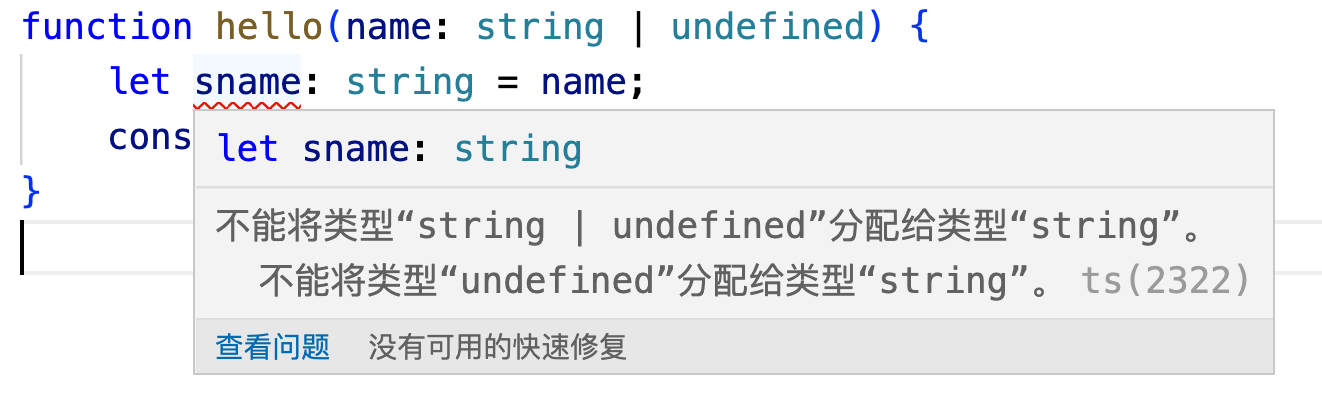 function hello(name: string | undefined) {
let sname: string = name;
cons
let sname: string
}
不能将类型“string | undefined”分配给类型“string”。
不能将类型“undefined”分配给类型“string”。 ts(2322)
查看问题 没有可用的快速修复